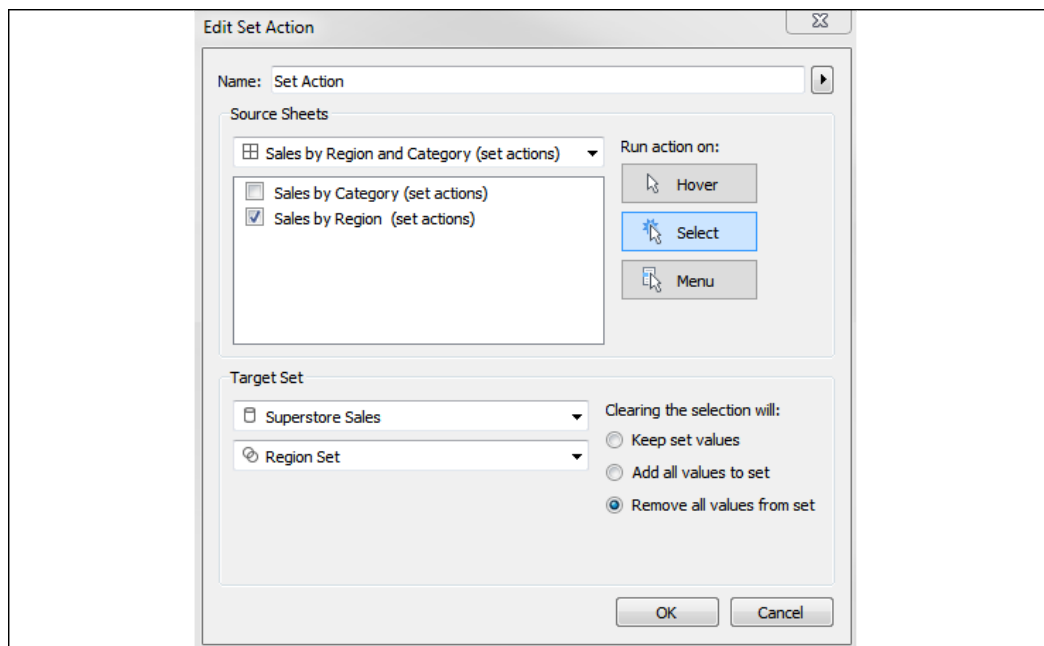 Edit Set Action
Name: Set Action
Source Sheets
Sales by Region and Category (set actions)
Sales by Category (set actions)
Sales by Region (set actions)
Run action on:
Hover
Select
Menu
Target Set
Superstore Sales
Region Set
Clearing the selection will:
Keep set values
Add all values to set
Remove all values from set
OK Cancel